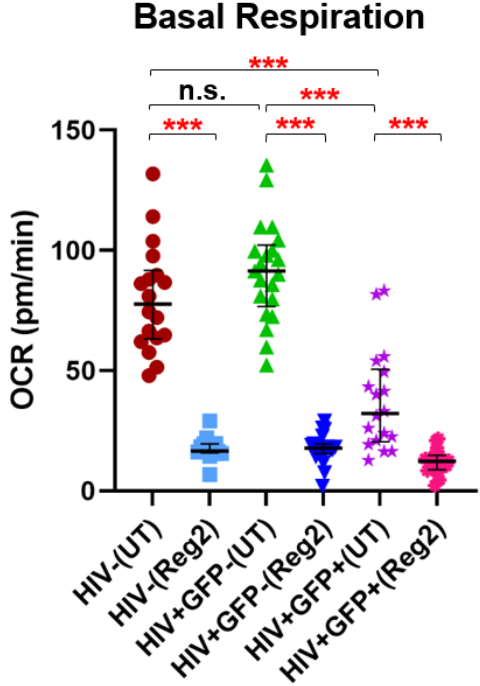 Basal Respiration
***
n.s.
***
***
***
***
150
100
50
0
OCR (pm/min)
HIV-(UT)
HIV-(Reg2)
HIV+GFP-(UT)
HIV+GFP-(Reg2)
HIV+GFP+(UT)
HIV+GFP+(Reg2)